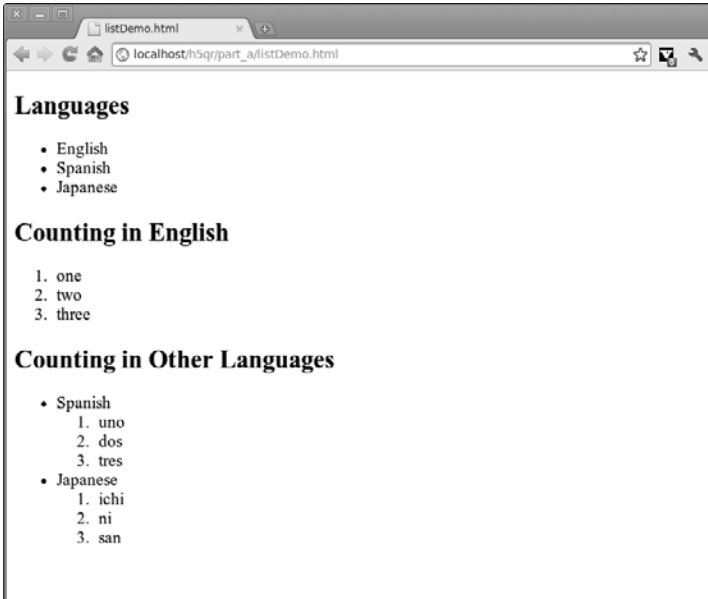 listDemo.html
localhost/h5qr/part_a/listDemo.html
Languages
• English
• Spanish
• Japanese
Counting in English
1. one
2. two
3. three
Counting in Other Languages
• Spanish
1. uno
2. dos
3. tres
• Japanese
1. ichi
2. ni
3. san